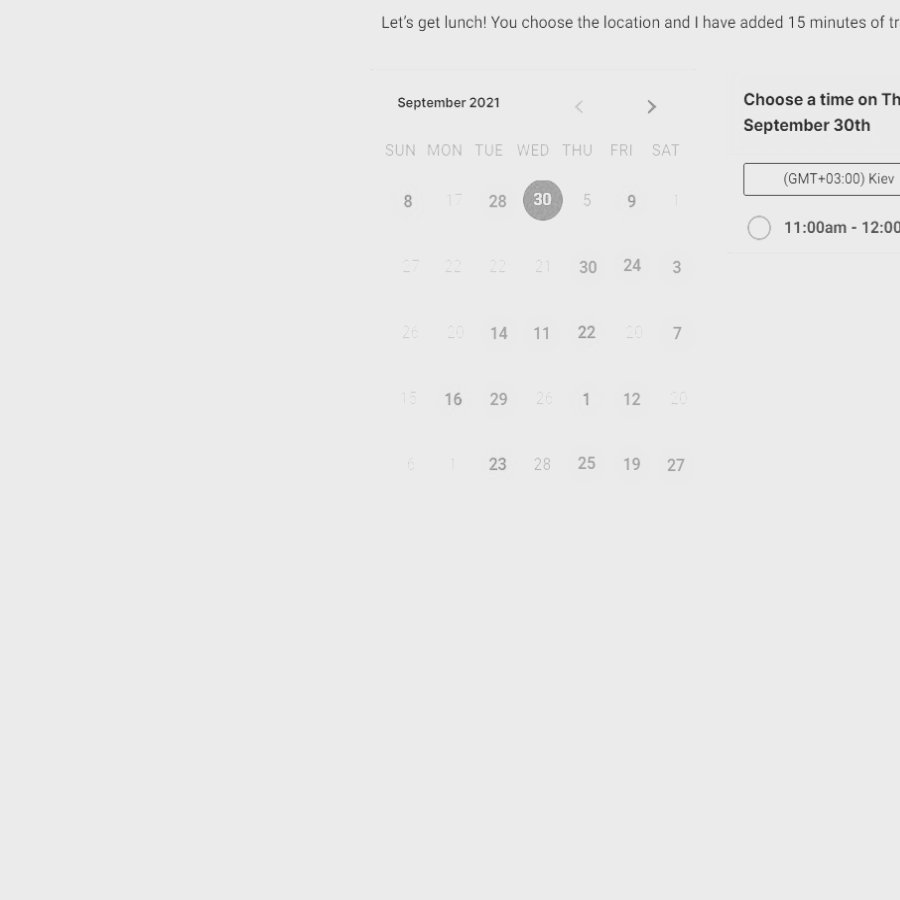 Let's get lunch! You choose the location and I have added 15 minutes of tr
September 2021
SUN MON TUE WED THU FRI SAT
8 17 28 30 5 9 1
27 22 22 21 30 24 3
26 20 14 11 22 20 7
15 16 29 26 1 12 20
6 1 23 28 25 19 27
Choose a time on Th
September 30th
(GMT+03:00) Kiev
11:00am - 12:00